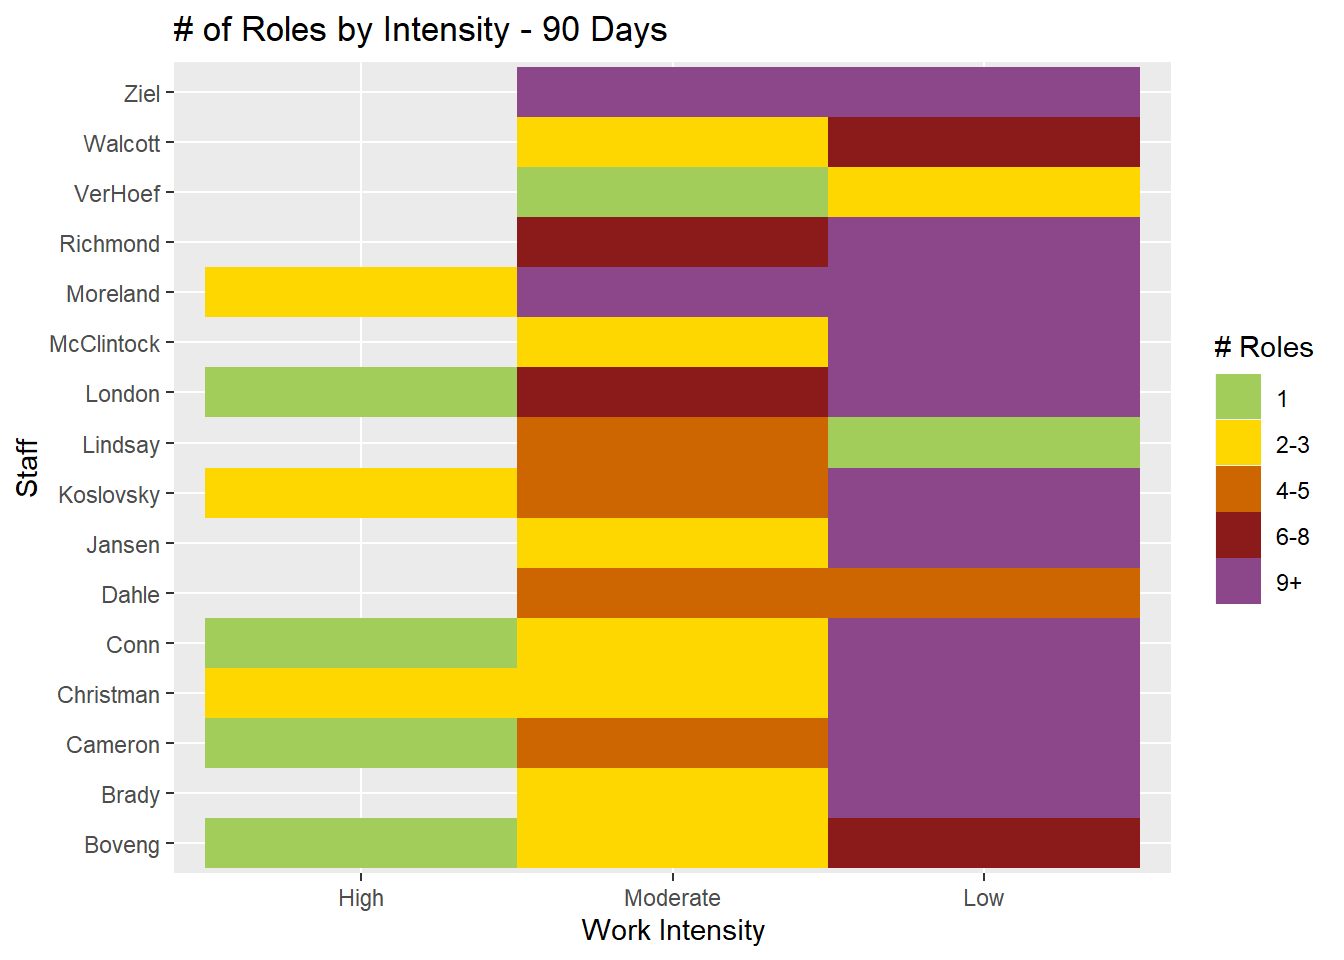 # of Roles by Intensity - 90 Days
Ziel
Walcott
VerHoef
Richmond
Moreland
McClintock
London
Lindsay
Koslovsky
Jansen
Dahle
Conn
Christman
Cameron
Brady
Boveng
Staff
High Moderate Low
Work Intensity
# Roles
1
2-3
4-5
6-8
9+